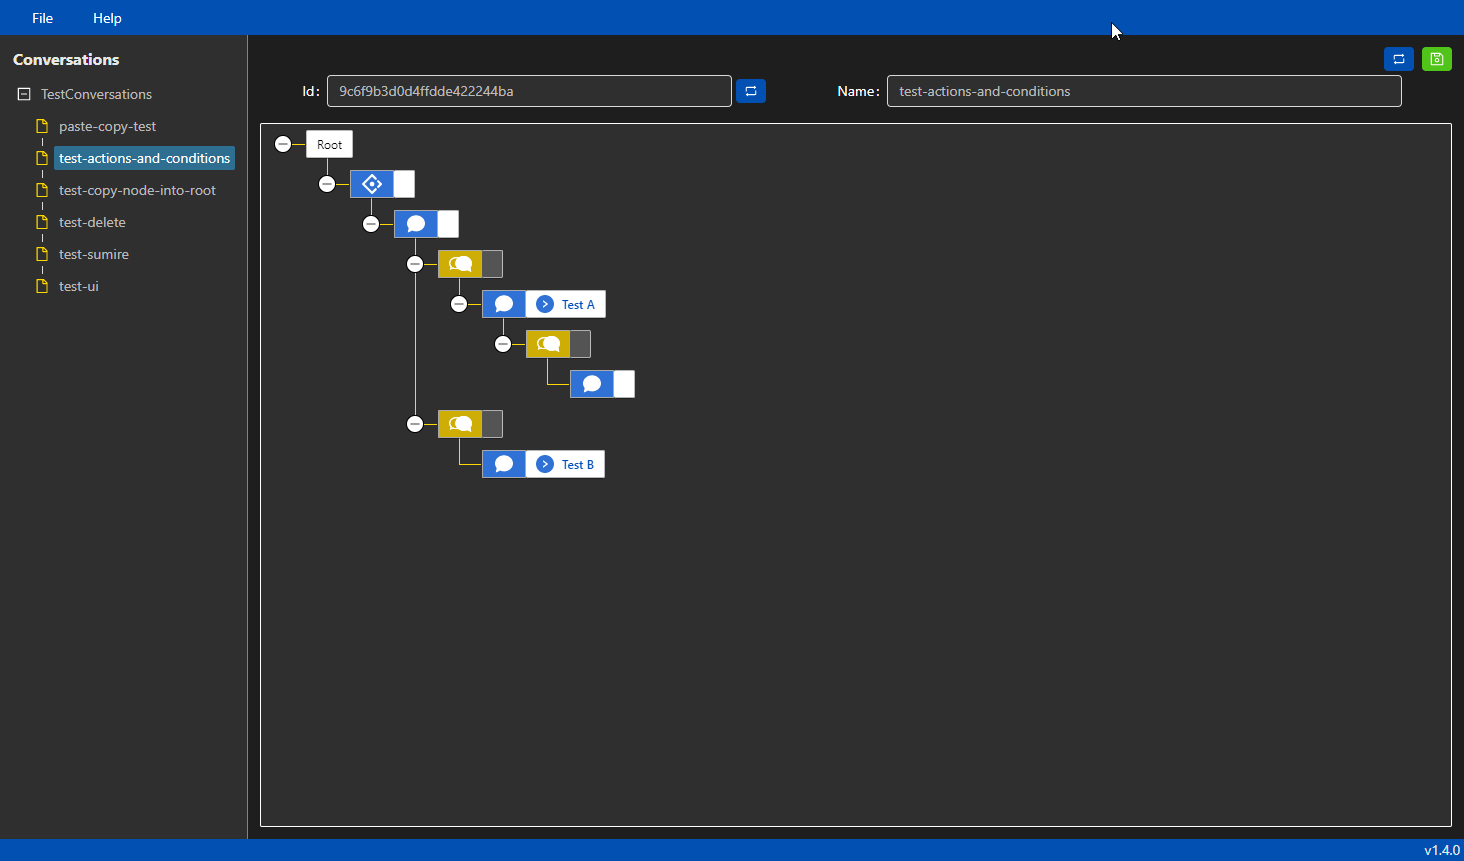 File Help
Conversations
TestConversations
paste-copy-test
test-actions-and-conditions
test-copy-node-into-root
test-delete
test-sumire
test-ui
Id: 9c6f9b3d0d4ffdde422244ba Name: test-actions-and-conditions
Root
Test A
Test B
v1.4.0